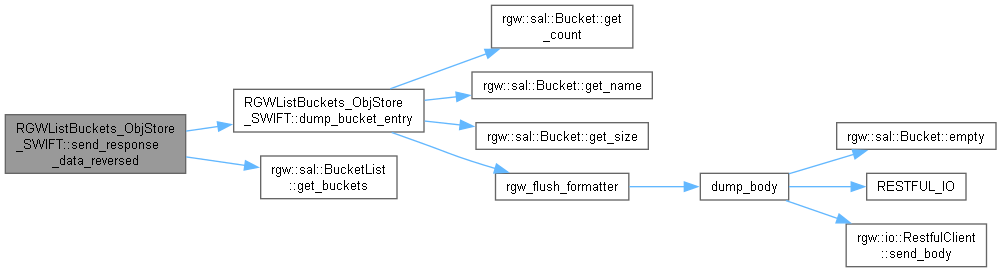 RGWListBuckets_ObjStore
_SWIFT::send_response
_data_reversed
RGWListBuckets_ObjStore
_SWIFT::dump_bucket_entry
rgw::sal::BucketList
::get_buckets
rgw::sal::Bucket::get
_count
rgw::sal::Bucket::get_name
rgw::sal::Bucket::get_size
rgw_flush_formatter
dump_body
rgw::sal::Bucket::empty
RESTFUL_IO
rgw::io::RestfulClient
::send_body